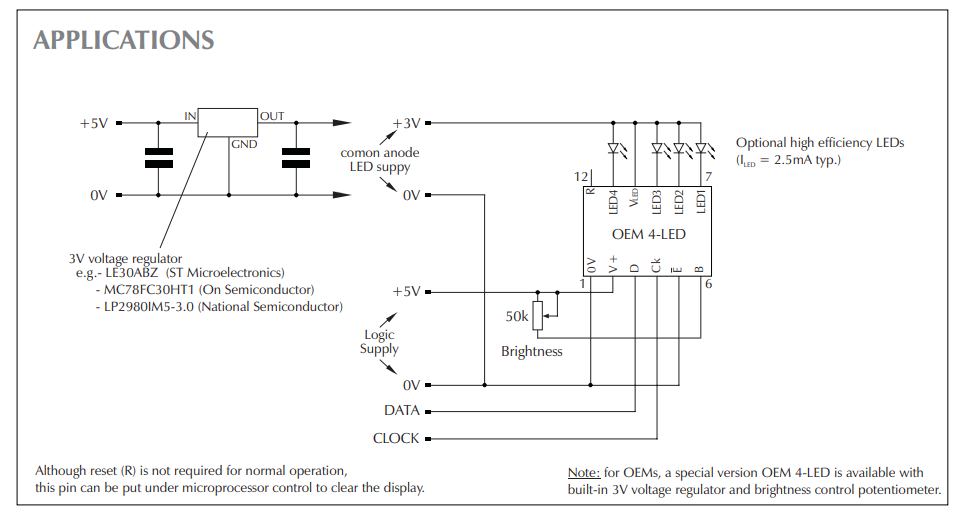 APPLICATIONS
+5V
IN
OUT
GND
0V
+3V
comon anode
LED suppy
0V
Optional high efficiency LEDs
(ILED = 2.5mA typ.)
12
7
R
LED4
VLED
LED3
LED2
LED1
OEM 4-LED
0V
V+
D
Ck
E
B
1
6
3V voltage regulator
e.g.- LE30ABZ (ST Microelectronics)
- MC78FC30HT1 (On Semiconductor)
- LP2980IM5-3.0 (National Semiconductor)
+5V
50k
Brightness
Logic
Supply
0V
DATA
CLOCK
Although reset (R) is not required for normal operation,
this pin can be put under microprocessor control to clear the display.
Note: for OEMs, a special version OEM 4-LED is available with
built-in 3V voltage regulator and brightness control potentiometer.